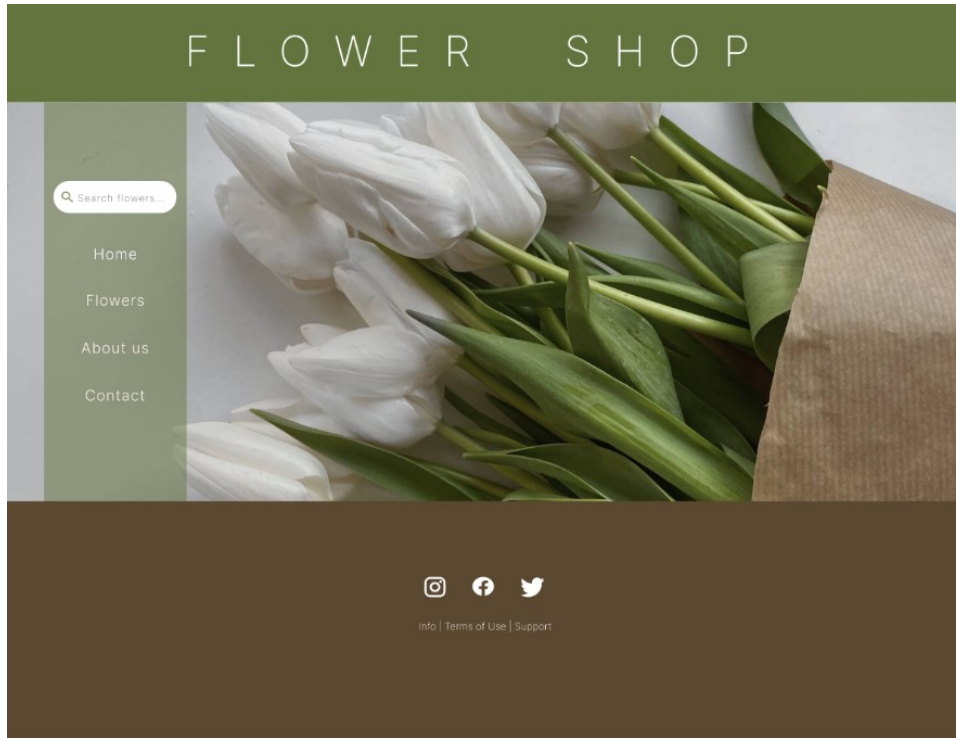 FLOWER SHOP
Search flowers...
Home
Flowers
About us
Contact
Info | Terms of Use | Support